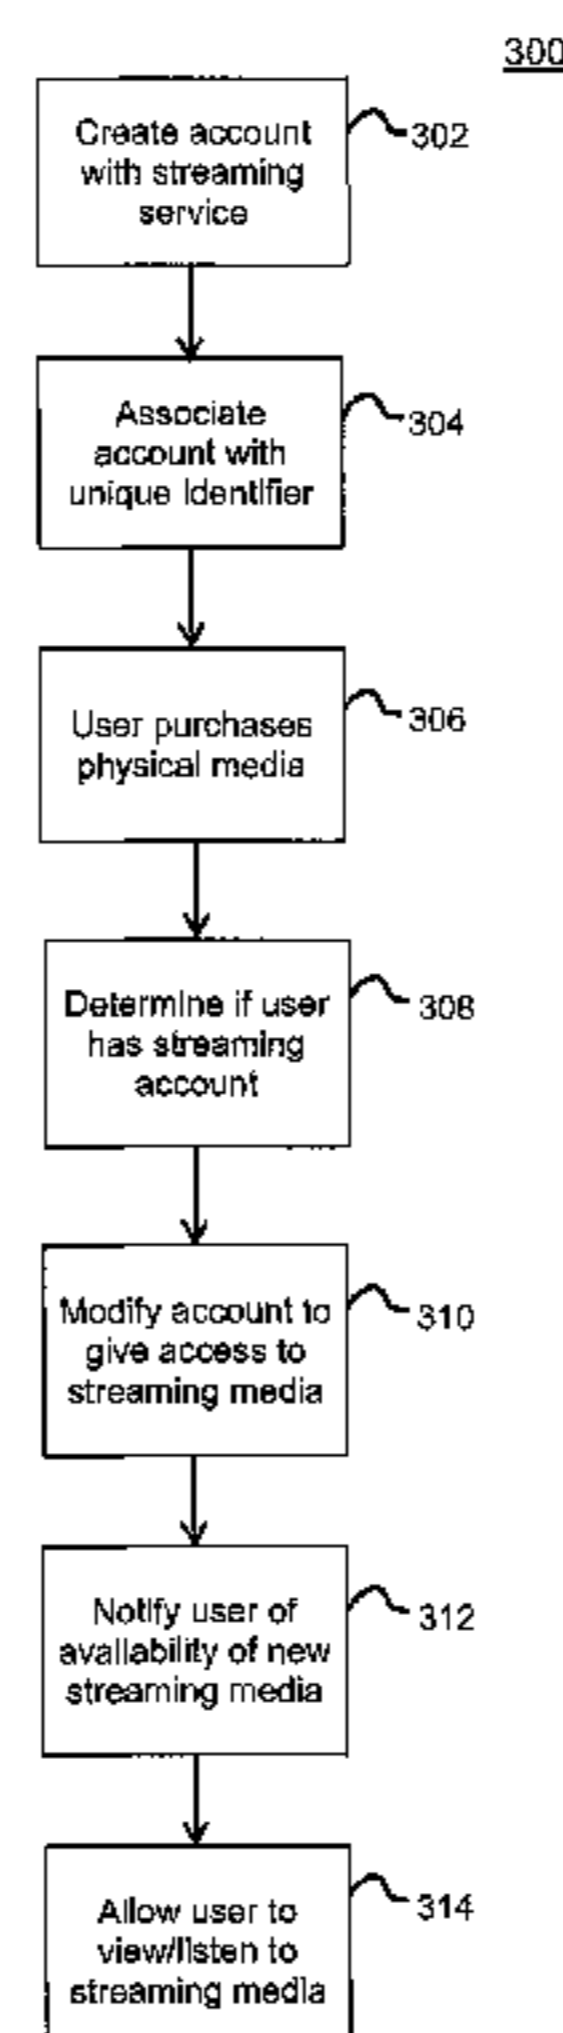 300
Create account
with streaming
service
302
Associate
account with
unique identifier
304
User purchases
physical media
306
Determine if user
has streaming
account
308
Modify account to
give access to
streaming media
310
Notify user of
availability of new
streaming media
312
Allow user to
view/listen to
streaming media
314